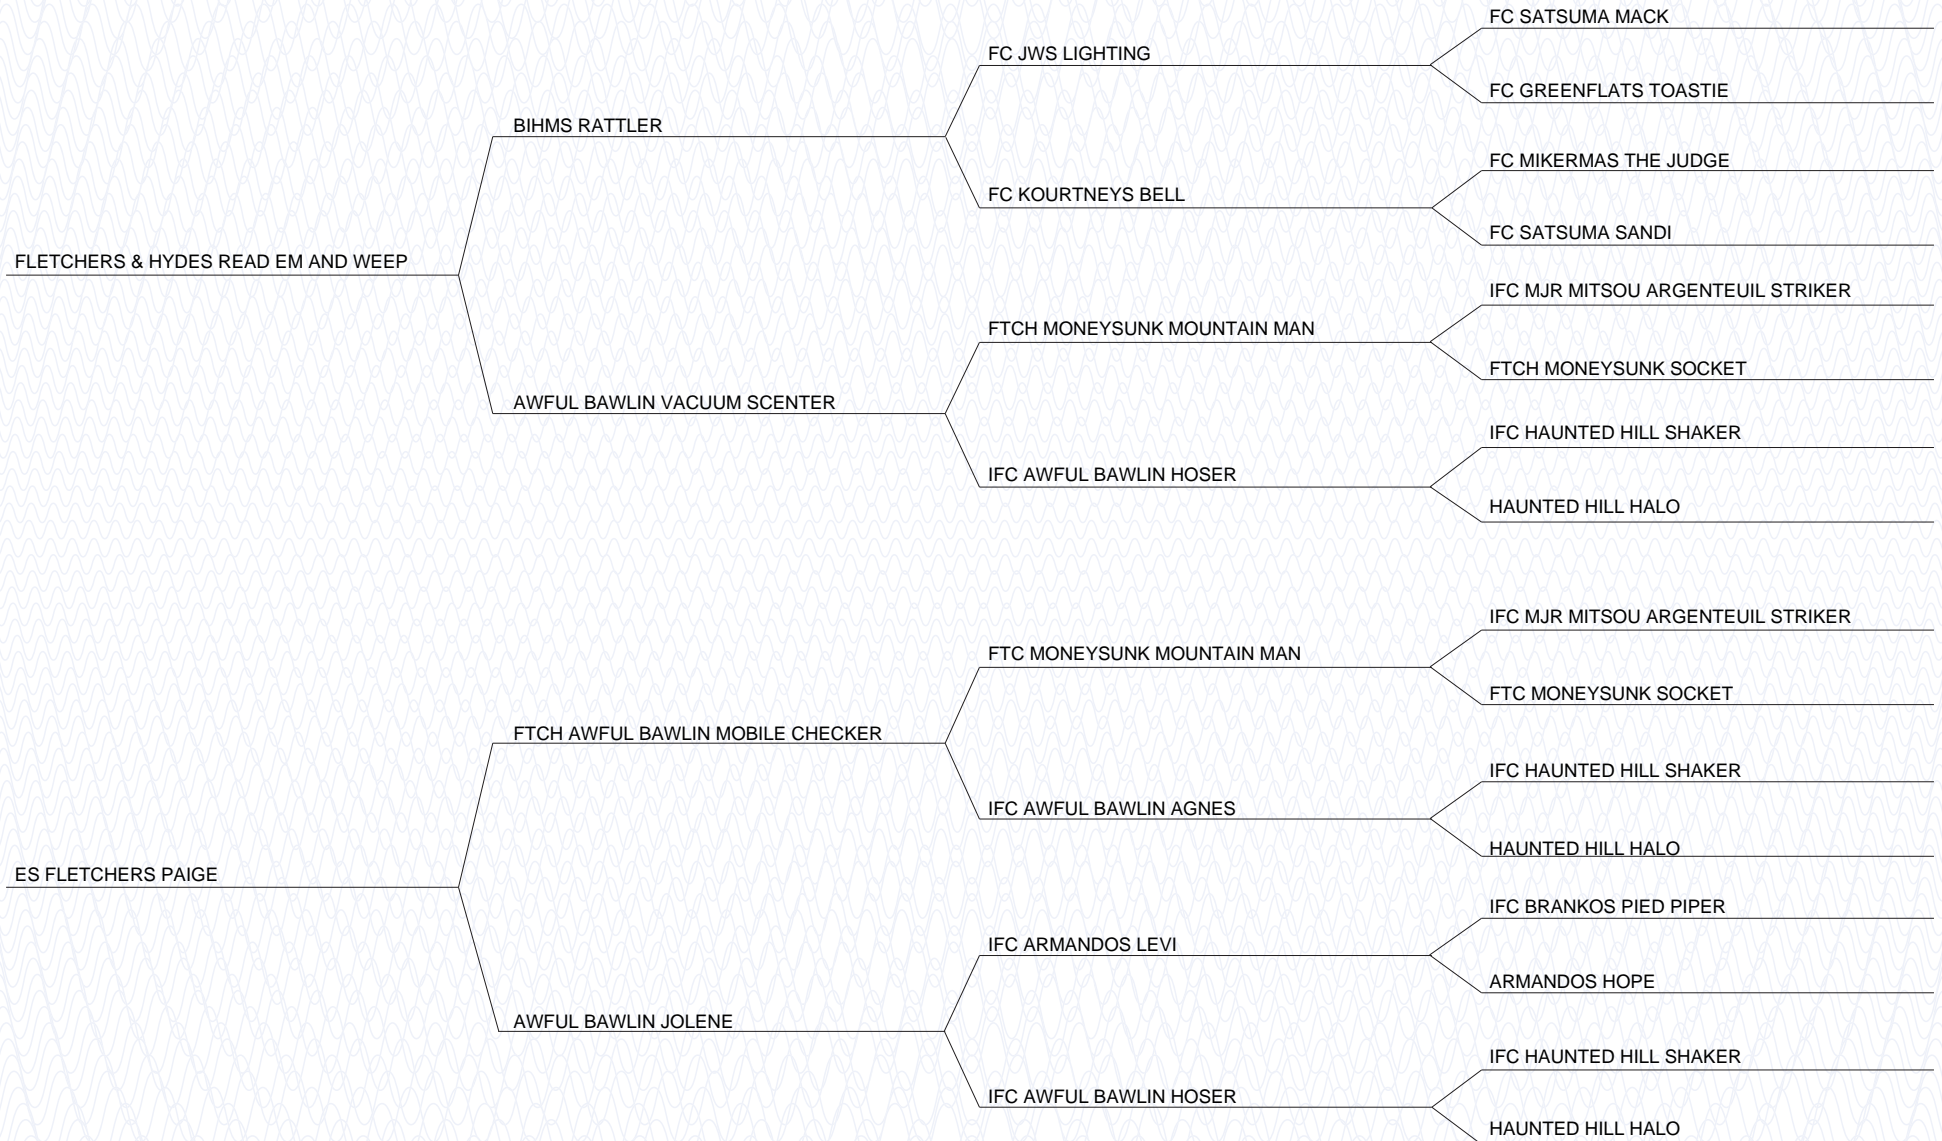 FC SATSUMA MACK
FC JWS LIGHTING
FC GREENFLATS TOASTIE
BIHMS RATTLER
FC MIKERMAS THE JUDGE
FC KOURTNEYS BELL
FC SATSUMA SANDI
FLETCHERS & HYDES READ EM AND WEEP
IFC MJR MITSOU ARGENTEUIL STRIKER
FTCH MONEYSUNK MOUNTAIN MAN
FTCH MONEYSUNK SOCKET
AWFUL BAWLIN VACUUM SCENTER
IFC HAUNTED HILL SHAKER
IFC AWFUL BAWLIN HOSER
HAUNTED HILL HALO
IFC MJR MITSOU ARGENTEUIL STRIKER
FTC MONEYSUNK MOUNTAIN MAN
FTC MONEYSUNK SOCKET
FTCH AWFUL BAWLIN MOBILE CHECKER
IFC HAUNTED HILL SHAKER
IFC AWFUL BAWLIN AGNES
HAUNTED HILL HALO
ES FLETCHERS PAIGE
IFC BRANKOS PIED PIPER
IFC ARMANDOS LEVI
ARMANDOS HOPE
AWFUL BAWLIN JOLENE
IFC HAUNTED HILL SHAKER
IFC AWFUL BAWLIN HOSER
HAUNTED HILL HALO